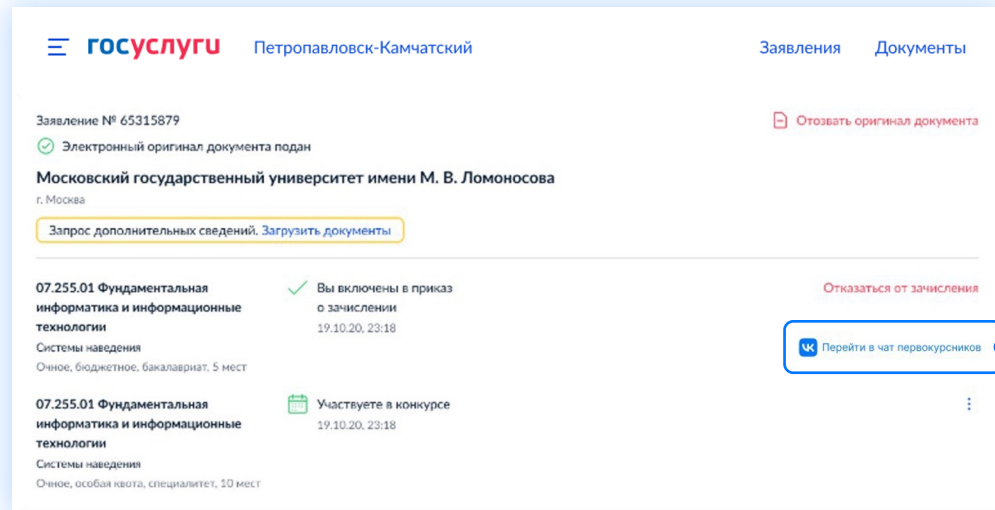 госуслуги Петропавловск-Камчатский Заявления Документы
Заявление № 65315879
Отозвать оригинал документа
Электронный оригинал документа подан
Московский государственный университет имени М. В. Ломоносова
г. Москва
Запрос дополнительных сведений. Загрузить документы
07.255.01 Фундаментальная
информатика и информационные
технологии
Системы наведения
Очное, бюджетное, бакалавриат, 5 мест
Вы включены в приказ
о зачислении
19.10.20, 23:18
Отказаться от зачисления
Перейти в чат первокурсников
07.255.01 Фундаментальная
информатика и информационные
технологии
Системы наведения
Очное, особая квота, специалитет, 10 мест
Участвуете в конкурсе
19.10.20, 23:18